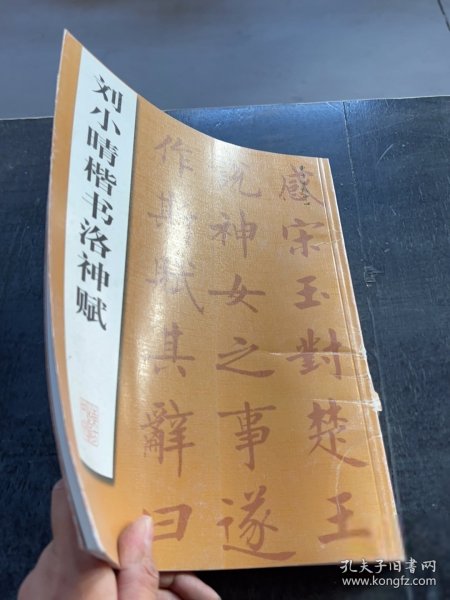 刘小晴楷书洛神赋
感宋玉對楚王
說神女之事遂
作斯賦其辭曰
孔夫子旧书网
www.kongfz.com